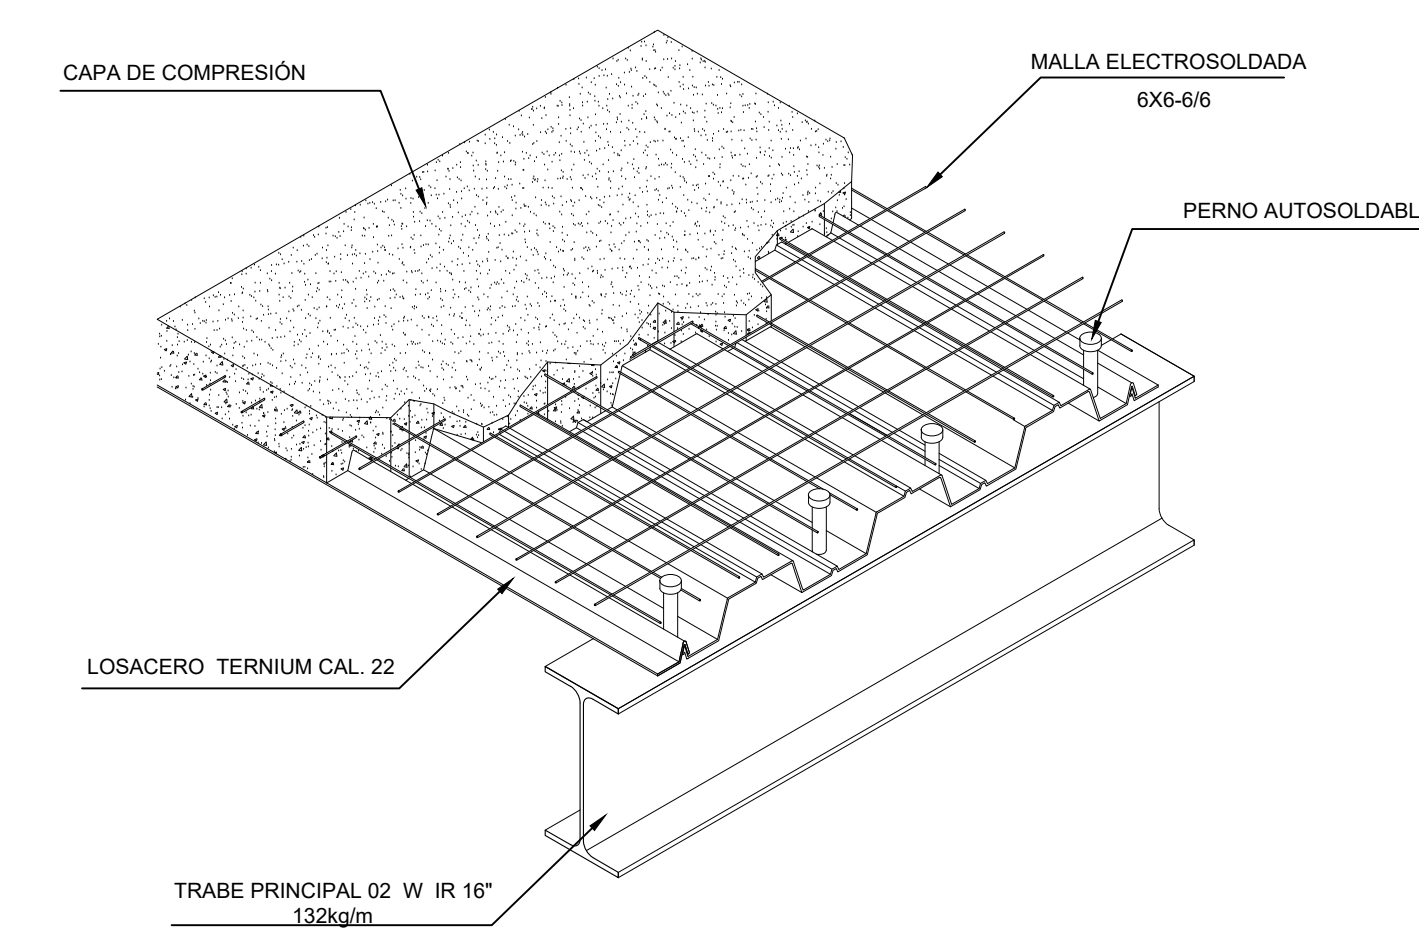 CAPA DE COMPRESIÓN
MALLA ELECTROSOLDADA
6X6-6/6
PERNO AUTOSOLDABL
LOSACERO TERNIUM CAL. 22
TRABE PRINCIPAL 02 W IR 16"
132kg/m